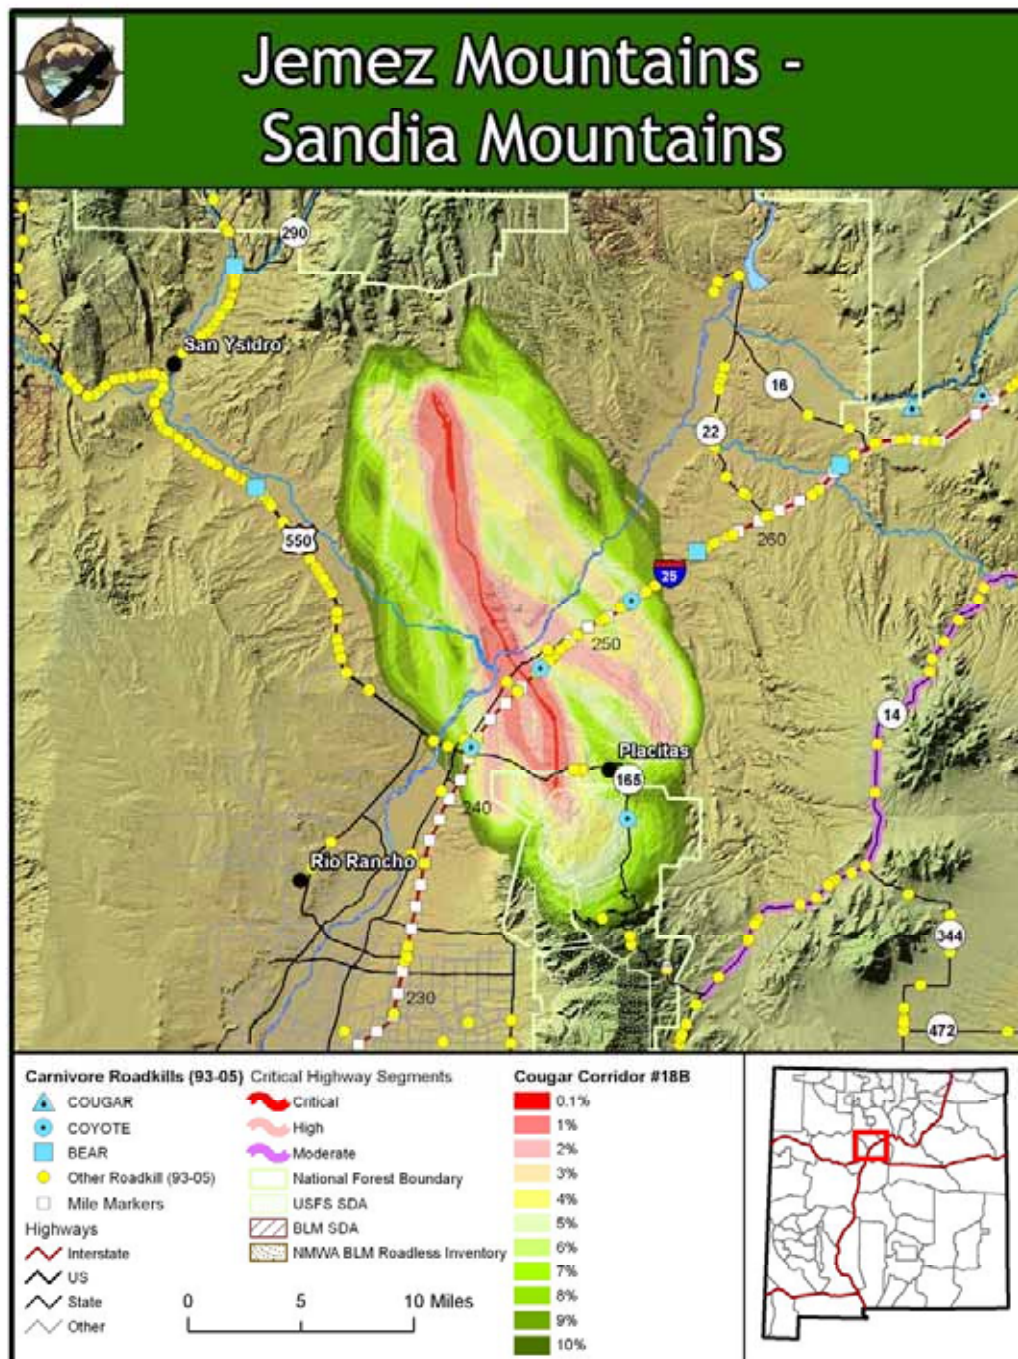 Jemez Mountains -
Sandia Mountains
290
San Ysidro
16
22
550
260
25
250
14
Placitas
165
240
Rio Rancho
344
230
472
Carnivore Roadkills (93-05)
COUGAR
COYOTE
BEAR
Other Roadkill (93-05)
Mile Markers
Highways
Interstate
US
State
Other
Critical Highway Segments
Critical
High
Moderate
National Forest Boundary
USFS SDA
BLM SDA
NMWA BLM Roadless Inventory
0 5 10 Miles
Cougar Corridor #18B
0.1%
1%
2%
3%
4%
5%
6%
7%
8%
9%
10%